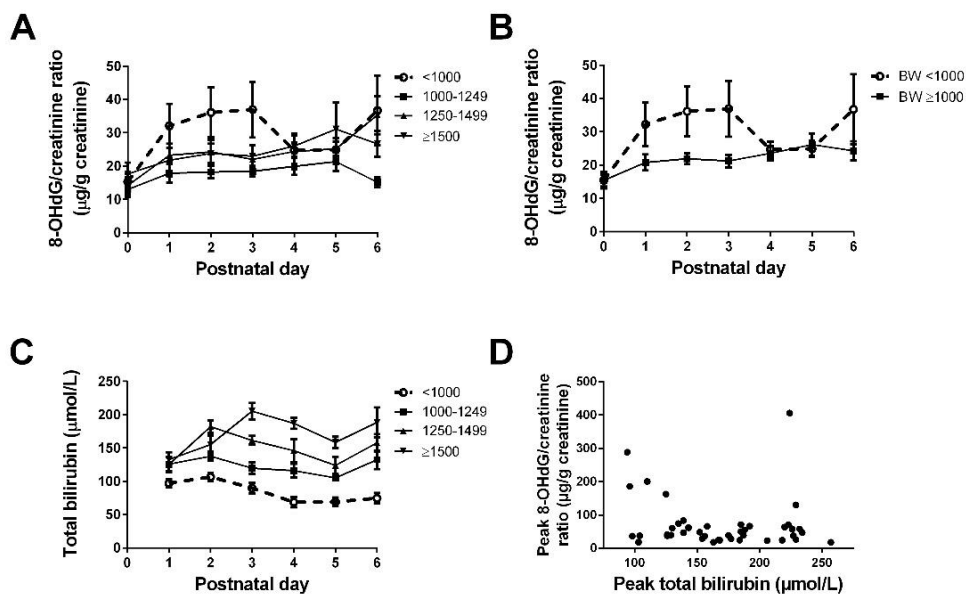 A
8-OHdG/creatinine ratio
(μg/g creatinine)
50
40
30
20
10
0
0 1 2 3 4 5 6
Postnatal day
<1000
1000-1249
1250-1499
≥1500
B
8-OHdG/creatinine ratio
(μg/g creatinine)
50
40
30
20
10
0
0 1 2 3 4 5 6
Postnatal day
BW <1000
BW ≥1000
C
Total bilirubin (μmol/L)
250
200
150
100
50
0
0 1 2 3 4 5 6
Postnatal day
<1000
1000-1249
1250-1499
≥1500
D
Peak 8-OHdG/creatinine
ratio (μg/g creatinine)
500
400
300
200
100
0
100 150 200 250
Peak total bilirubin (μmol/L)